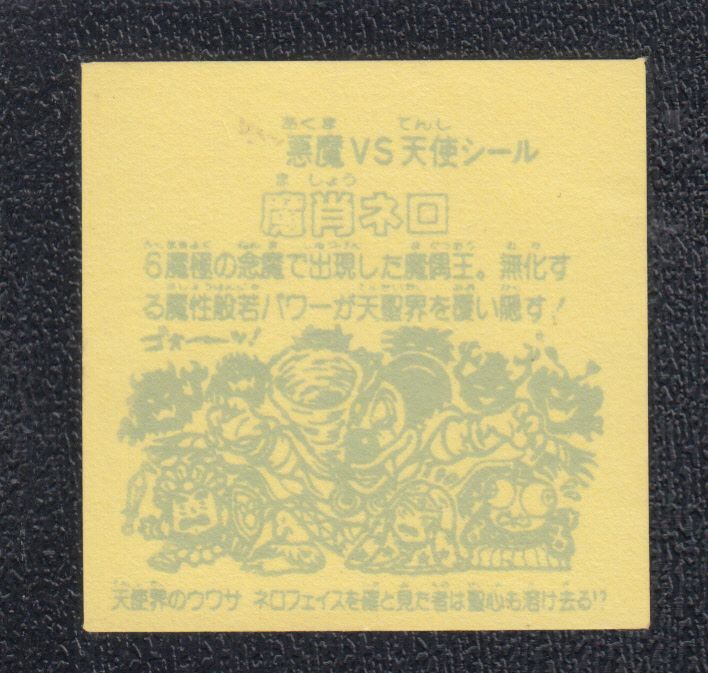 悪魔VS天使シール
魔肖ネロ
6魔極の念魔で出現した魔偶王。無化す
る魔性般若パワーが天聖界を覆い隠す!
ゴォーーッ!
天使界のウワサ ネロフェイスを確と見た者は聖心も溶け去る!?